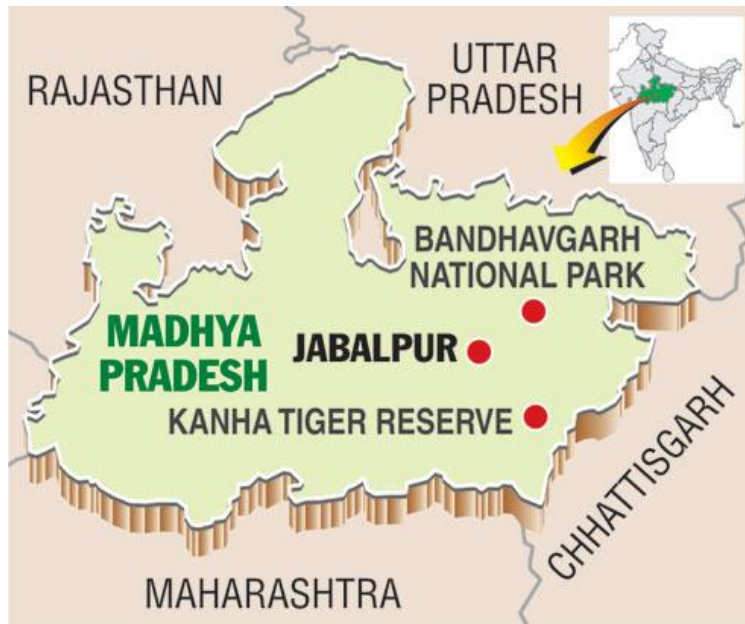 RAJASTHAN
UTTAR
PRADESH
BANDHAVGARH
NATIONAL PARK
MADHYA
PRADESH
JABALPUR
KANHA TIGER RESERVE
CHHATTISGARH
MAHARASHTRA